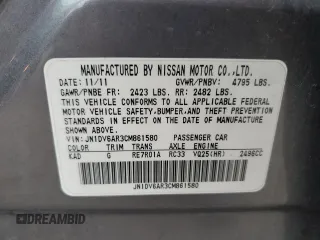 MANUFACTURED BY NISSAN MOTOR CO.,LTD.
DATE:11/11 GVWR/PNBV: 4795 LBS.
GAWR/PNBE FR: 2423 LBS. RR: 2482 LBS.
THIS VEHICLE CONFORMS TO ALL APPLICABLE FEDERAL
MOTOR VEHICLE SAFETY,BUMPER,AND THEFT PREVENTION
STANDARDS IN EFFECT ON THE DATE OF MANUFACTURE
SHOWN ABOVE.
VIN:JN1DV6AR3CM861580 PASSENGER CAR
COLOR TRIM TRANS AXLE ENGINE
KAD G RE7R01A RC33 VQ25(HR) 2496CC
JN1DV6AR3CM861580
©REDAMBID